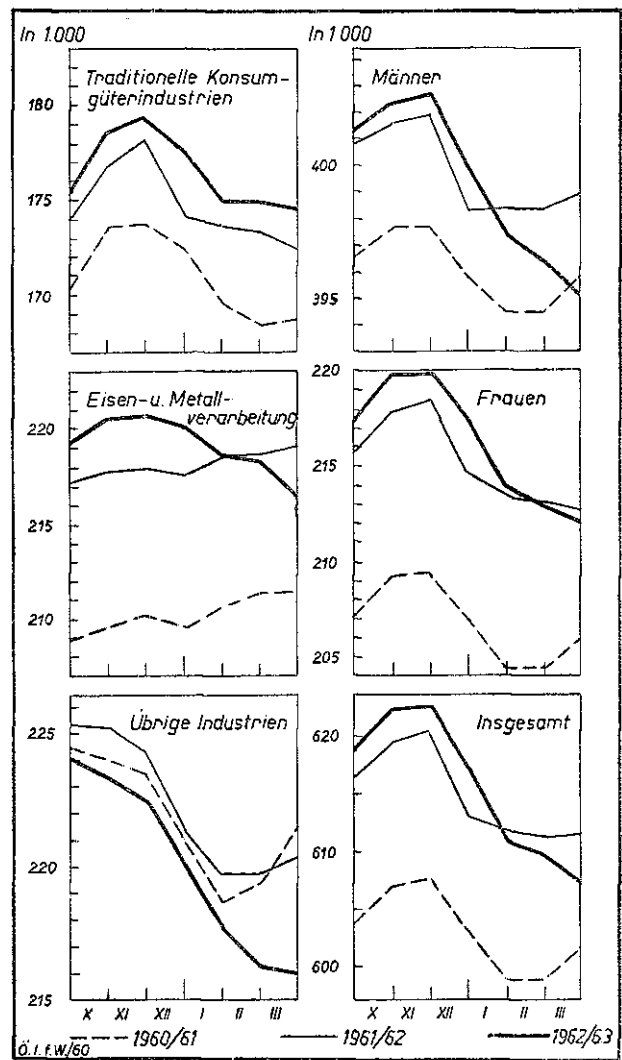 In 1.000
In 1 000
Traditionelle Konsum-
güterindustrien
180
175
170
Männer
400
395
Eisen- u. Metall-
verarbeitung
220
215
210
Frauen
220
215
210
205
Übrige Industrien
225
220
215
Insgesamt
620
610
600
X XI XII I II III
X XI XII I II III
Ö.I.f.W./60
1960/61 1961/62 1962/63